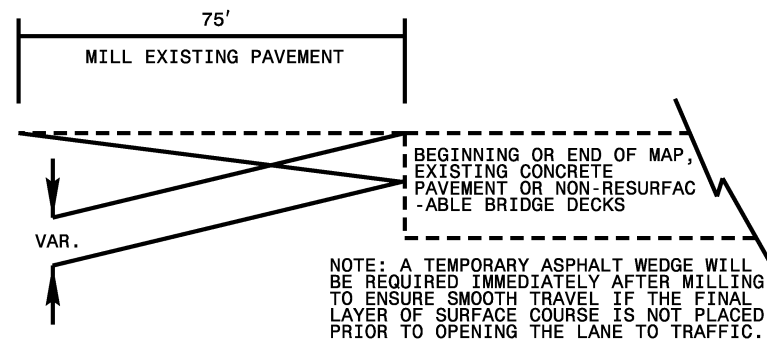 75'
MILL EXISTING PAVEMENT
BEGINNING OR END OF MAP,
EXISTING CONCRETE
PAVEMENT OR NON-RESURFAC
-ABLE BRIDGE DECKS
VAR.
NOTE: A TEMPORARY ASPHALT WEDGE WILL
BE REQUIRED IMMEDIATELY AFTER MILLING
TO ENSURE SMOOTH TRAVEL IF THE FINAL
LAYER OF SURFACE COURSE IS NOT PLACED
PRIOR TO OPENING THE LANE TO TRAFFIC.